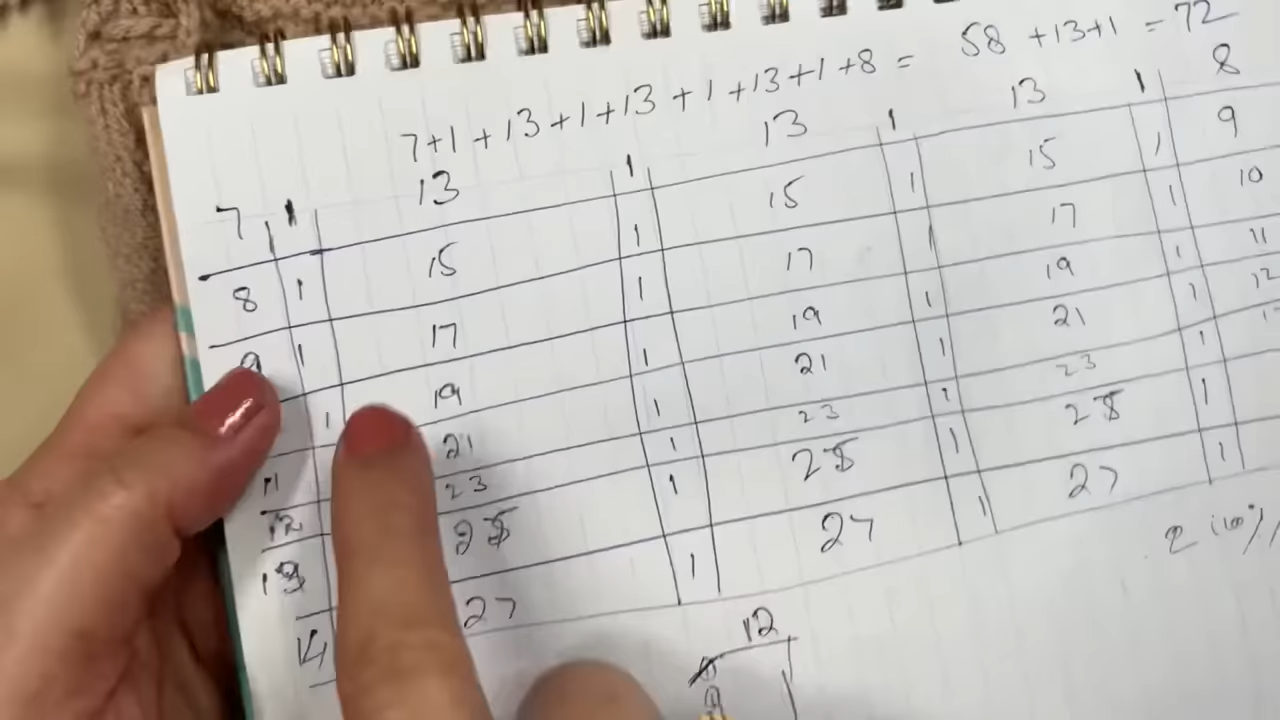 7+1+13+1+13+1+13+1+8 = 58+13+1 = 72
7 1 13 1 13 1 13 1 8
8 1 15 1 15 1 15 1 9
9 1 17 1 17 1 17 1 10
1 19 1 19 1 19 1 11
21 1 21 1 21 1 12
11 23 1 23 1 23 1
12 25 1 25 1 25 1
13 27 1 27 1 27 1
14
12